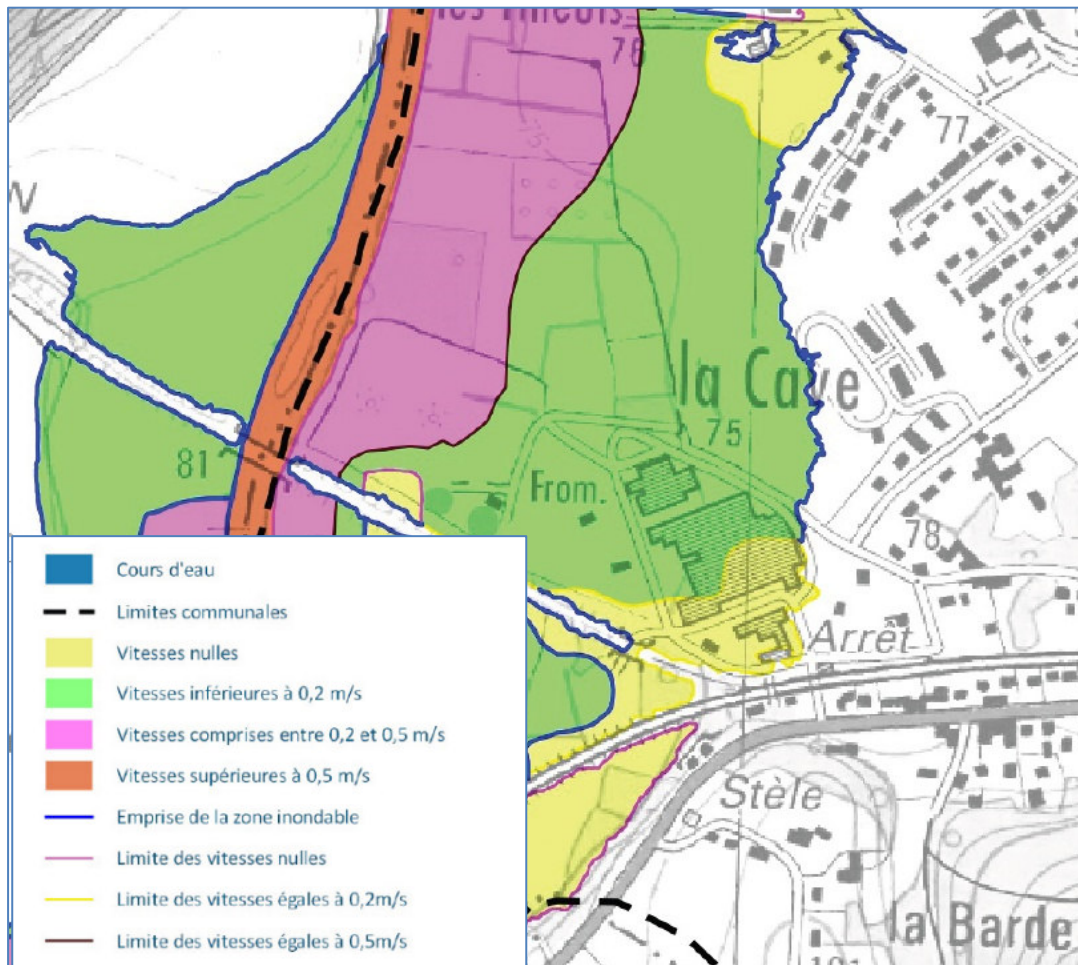 78
77
la Cave
75
81
From.
78
Arrêt
Stèle
la Barde
Cours d'eau
Limites communales
Vitesses nulles
Vitesses inférieures à 0,2 m/s
Vitesses comprises entre 0,2 et 0,5 m/s
Vitesses supérieures à 0,5 m/s
Emprise de la zone inondable
Limite des vitesses nulles
Limite des vitesses égales à 0,2m/s
Limite des vitesses égales à 0,5m/s